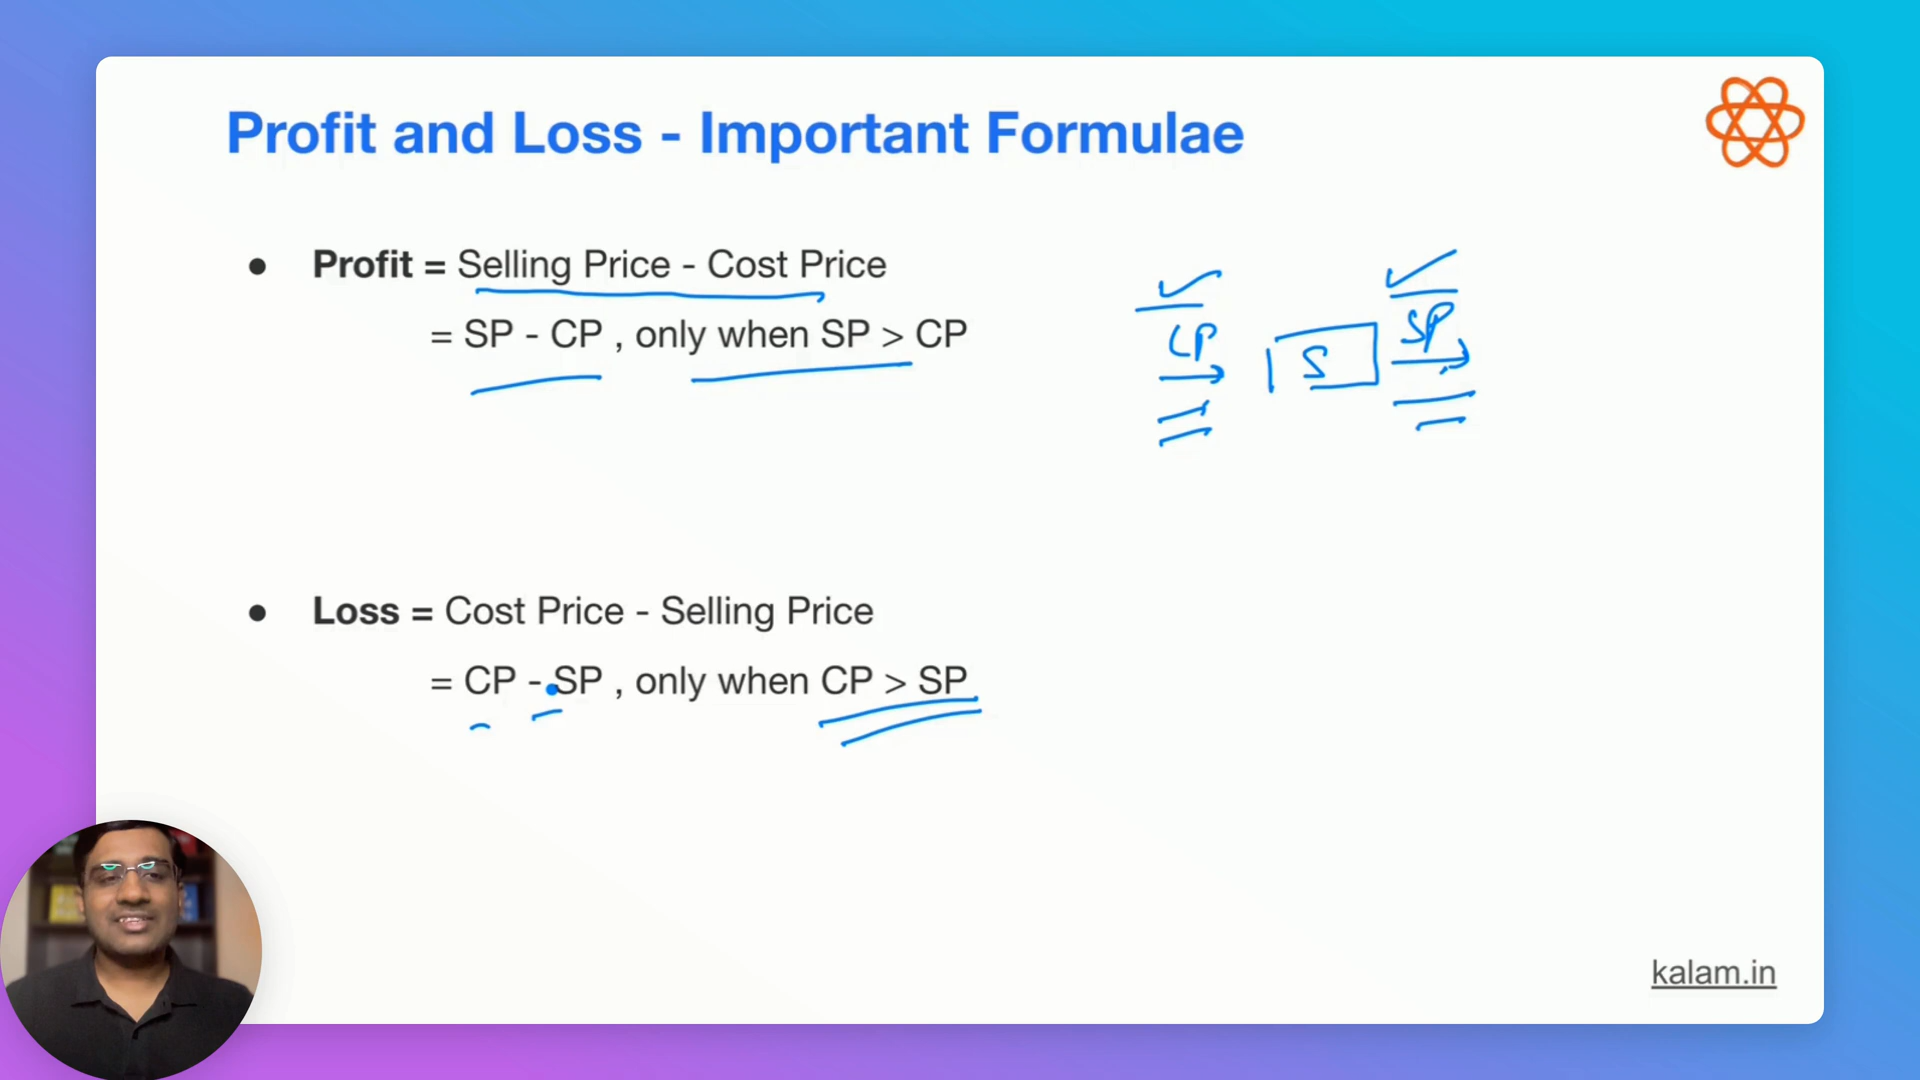 Profit and Loss - Important Formulae
● Profit = Selling Price - Cost Price
= SP - CP , only when SP > CP
CP S SP
● Loss = Cost Price - Selling Price
= CP - SP , only when CP > SP
kalam.in